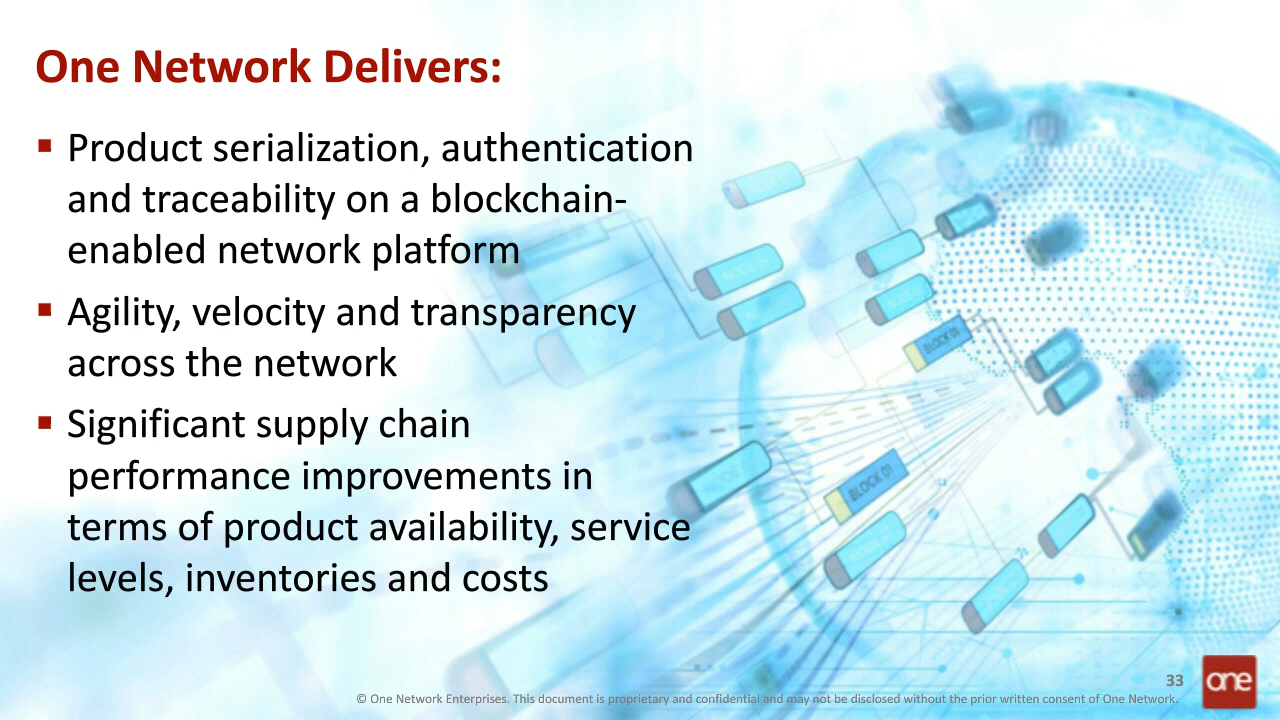 One Network Delivers:
▪ Product serialization, authentication
and traceability on a blockchain-
enabled network platform
▪ Agility, velocity and transparency
across the network
▪ Significant supply chain
performance improvements in
terms of product availability, service
levels, inventories and costs
BLOCK 01
33
one
© One Network Enterprises. This document is proprietary and confidential and may not be disclosed without the prior written consent of One Network.